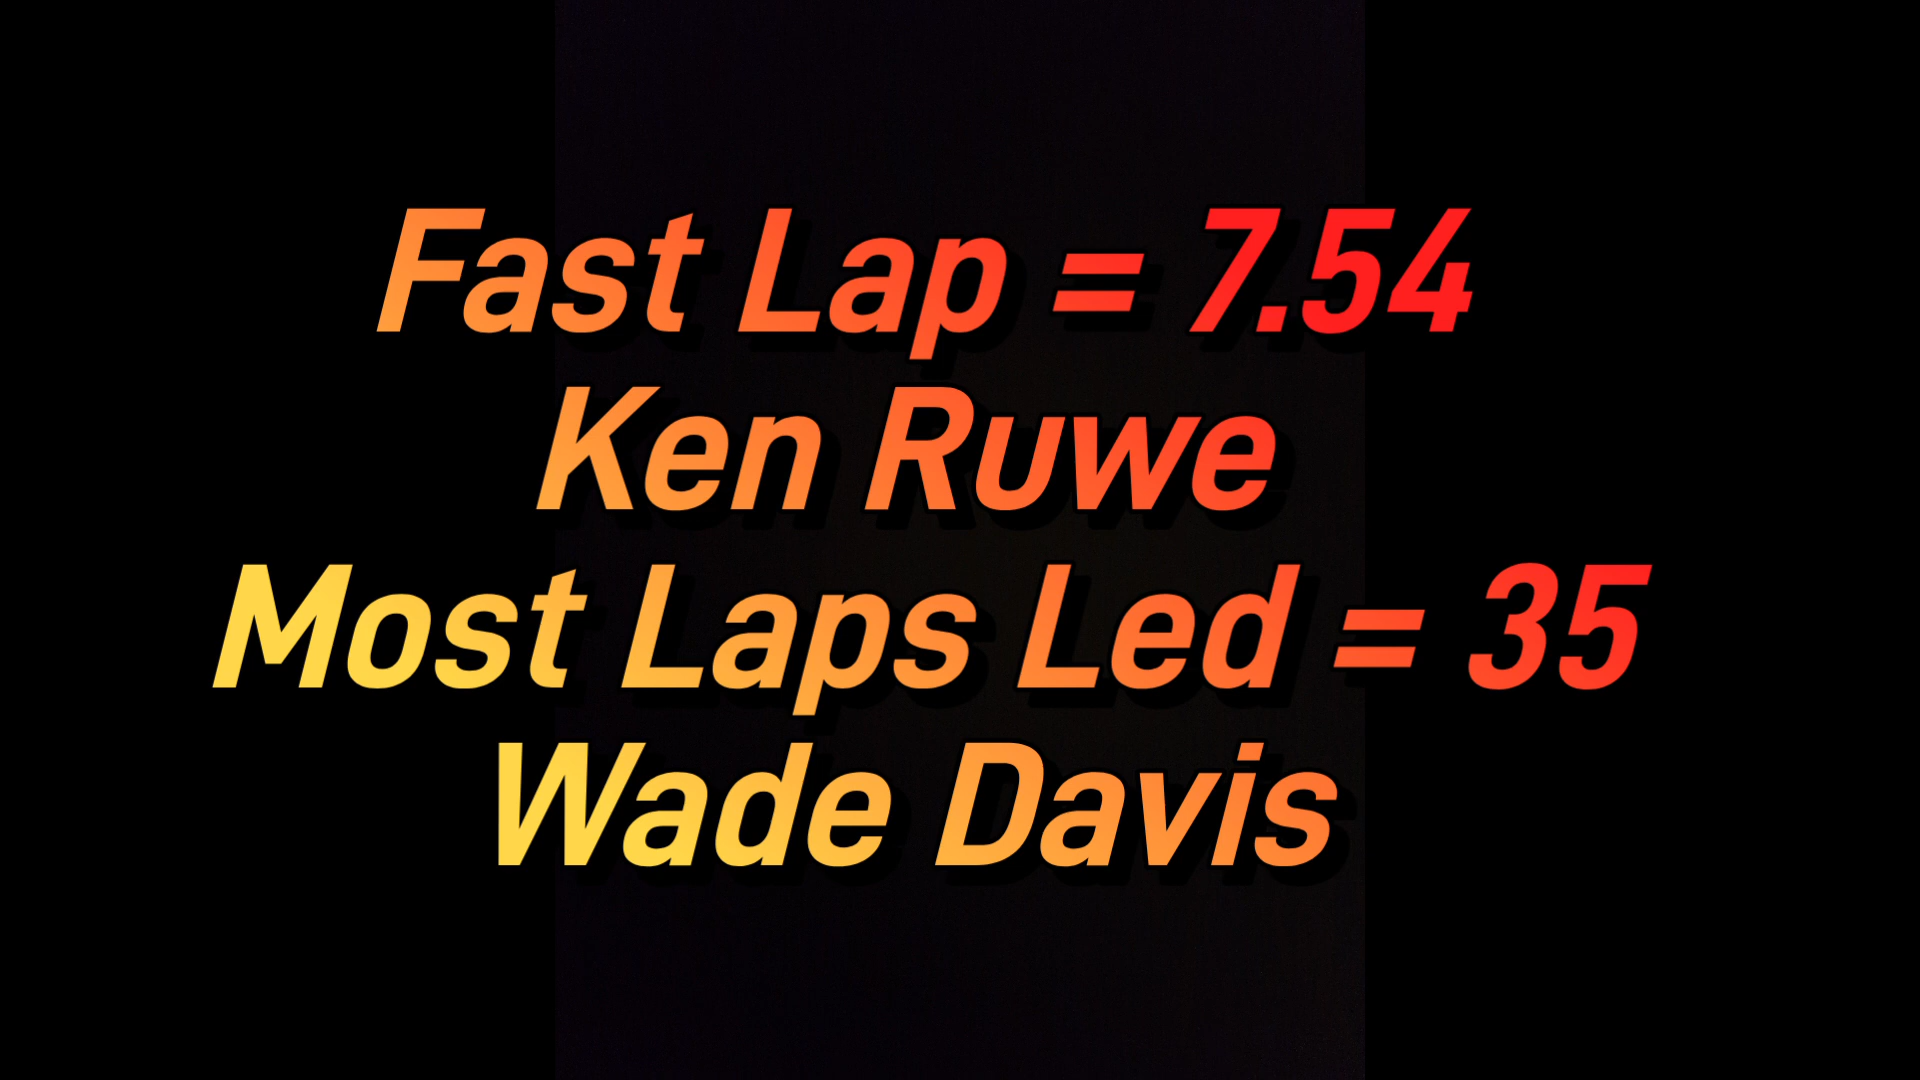 Fast Lap = 7.54
Ken Ruwe
Most Laps Led = 35
Wade Davis